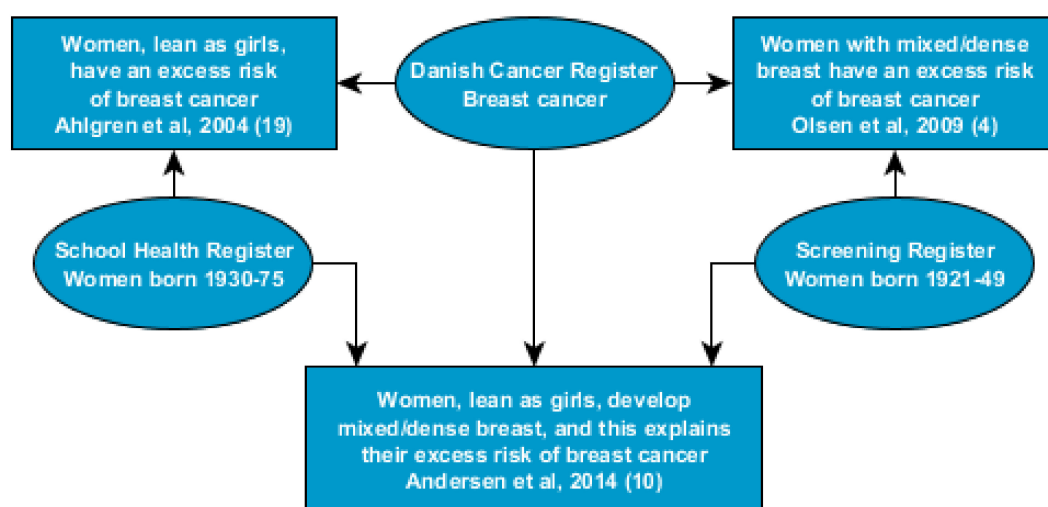 Women, lean as girls,
have an excess risk
of breast cancer
Ahlgren et al, 2004 (19)
Danish Cancer Register
Breast cancer
Women with mixed/dense
breast have an excess risk
of breast cancer
Olsen et al, 2009 (4)
School Health Register
Women born 1930-75
Screening Register
Women born 1921-49
Women, lean as girls, develop
mixed/dense breast, and this explains
their excess risk of breast cancer
Andersen et al, 2014 (10)